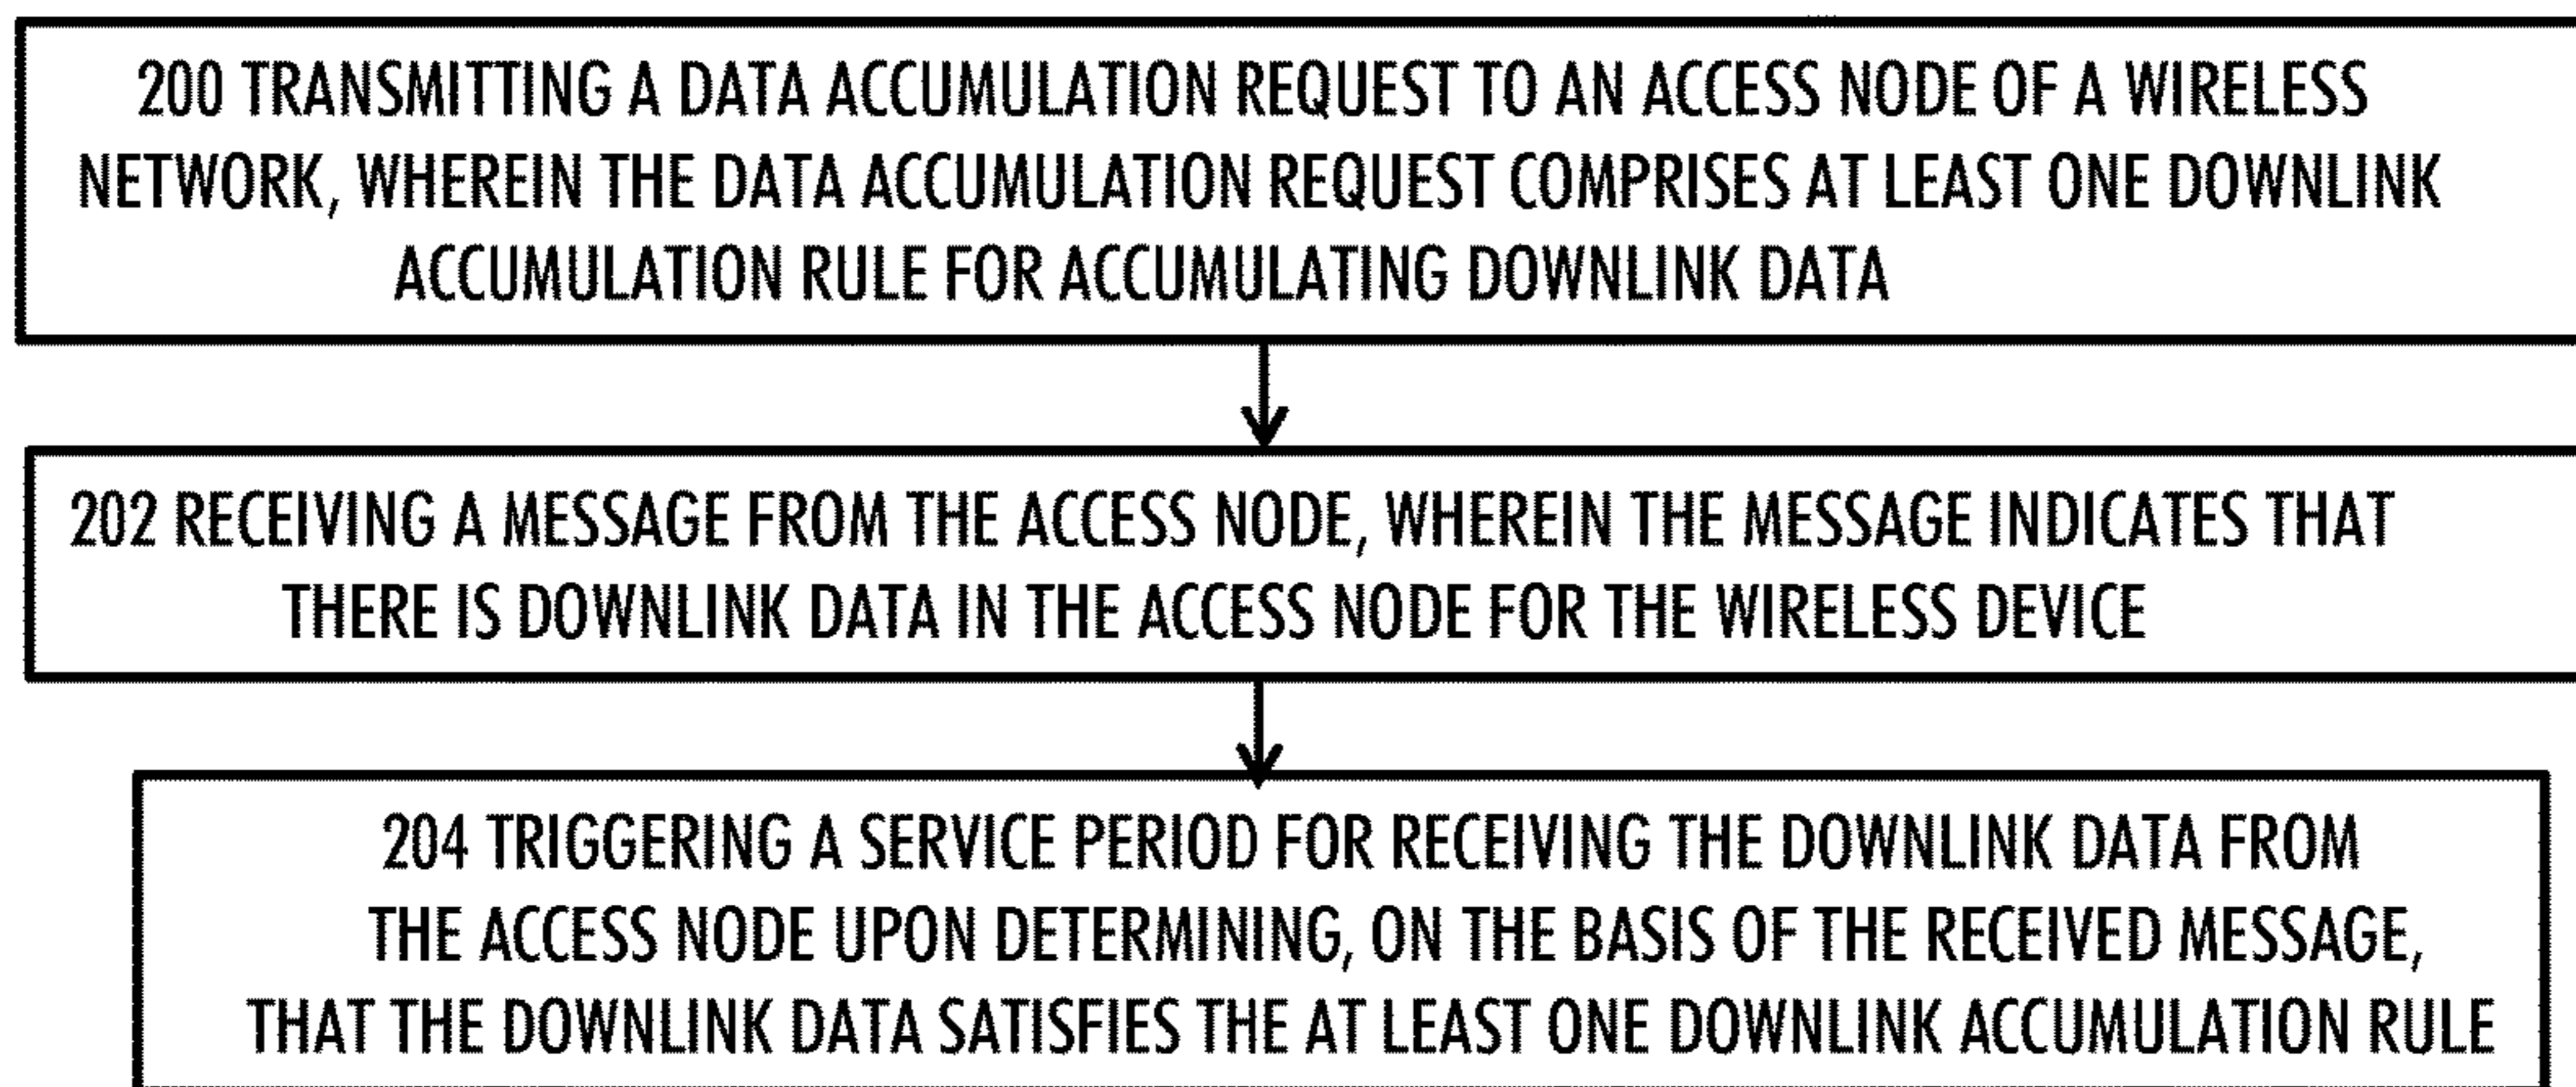 200 TRANSMITTING A DATA ACCUMULATION REQUEST TO AN ACCESS NODE OF A WIRELESS
NETWORK, WHEREIN THE DATA ACCUMULATION REQUEST COMPRISES AT LEAST ONE DOWNLINK
ACCUMULATION RULE FOR ACCUMULATING DOWNLINK DATA
202 RECEIVING A MESSAGE FROM THE ACCESS NODE, WHEREIN THE MESSAGE INDICATES THAT
THERE IS DOWNLINK DATA IN THE ACCESS NODE FOR THE WIRELESS DEVICE
204 TRIGGERING A SERVICE PERIOD FOR RECEIVING THE DOWNLINK DATA FROM
THE ACCESS NODE UPON DETERMINING, ON THE BASIS OF THE RECEIVED MESSAGE,
THAT THE DOWNLINK DATA SATISFIES THE AT LEAST ONE DOWNLINK ACCUMULATION RULE